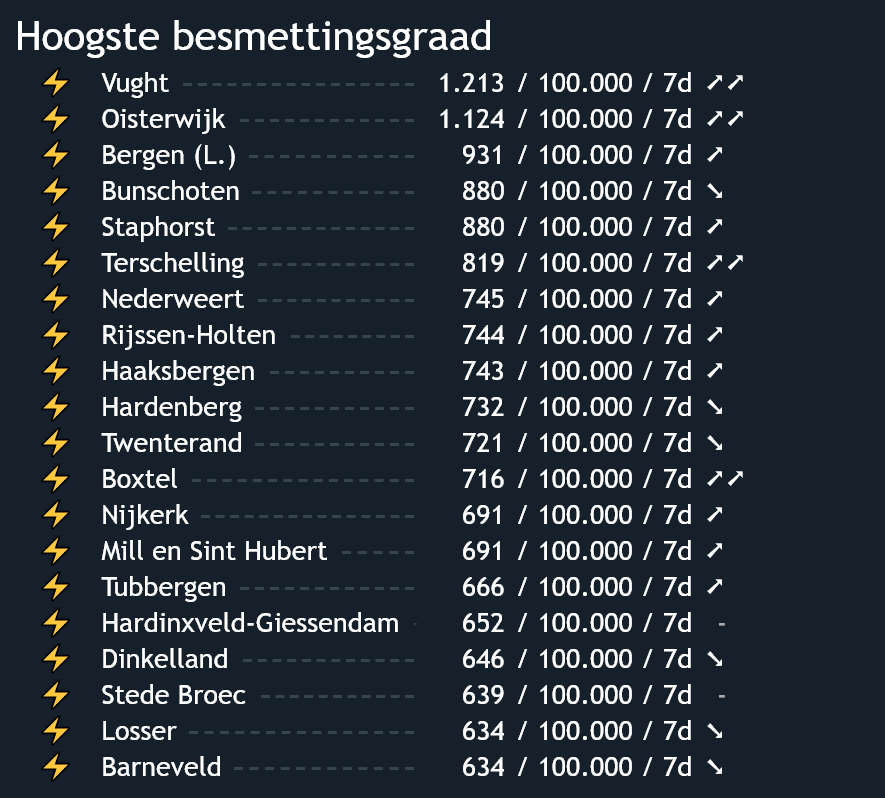 Hoogste besmettingsgraad
⚡ Vught 1.213 / 100.000 / 7d ➚➚
⚡ Oisterwijk 1.124 / 100.000 / 7d ➚➚
⚡ Bergen (L.) 931 / 100.000 / 7d ➚
⚡ Bunschoten 880 / 100.000 / 7d ➘
⚡ Staphorst 880 / 100.000 / 7d ➚
⚡ Terschelling 819 / 100.000 / 7d ➚➚
⚡ Nederweert 745 / 100.000 / 7d ➚
⚡ Rijssen-Holten 744 / 100.000 / 7d ➚
⚡ Haaksbergen 743 / 100.000 / 7d ➚
⚡ Hardenberg 732 / 100.000 / 7d ➘
⚡ Twenterand 721 / 100.000 / 7d ➘
⚡ Boxtel 716 / 100.000 / 7d ➚➚
⚡ Nijkerk 691 / 100.000 / 7d ➚
⚡ Mill en Sint Hubert 691 / 100.000 / 7d ➚
⚡ Tubbergen 666 / 100.000 / 7d ➚
⚡ Hardinxveld-Giessendam 652 / 100.000 / 7d -
⚡ Dinkelland 646 / 100.000 / 7d ➘
⚡ Stede Broec 639 / 100.000 / 7d -
⚡ Losser 634 / 100.000 / 7d ➘
⚡ Barneveld 634 / 100.000 / 7d ➘